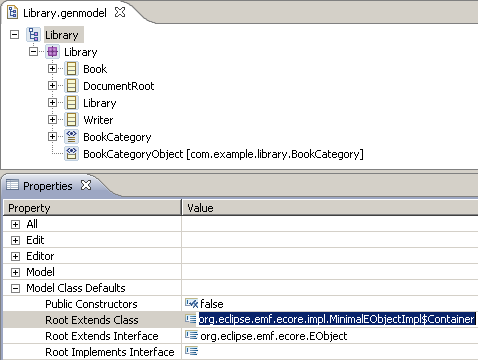 Library.genmodel
Library
Library
Book
DocumentRoot
Library
Writer
BookCategory
BookCategoryObject [com.example.library.BookCategory]
Properties
Property Value
All
Edit
Editor
Model
Model Class Defaults
Public Constructors false
Root Extends Class org.eclipse.emf.ecore.impl.MinimalEObjectImpl$Container
Root Extends Interface org.eclipse.emf.ecore.EObject
Root Implements Interface